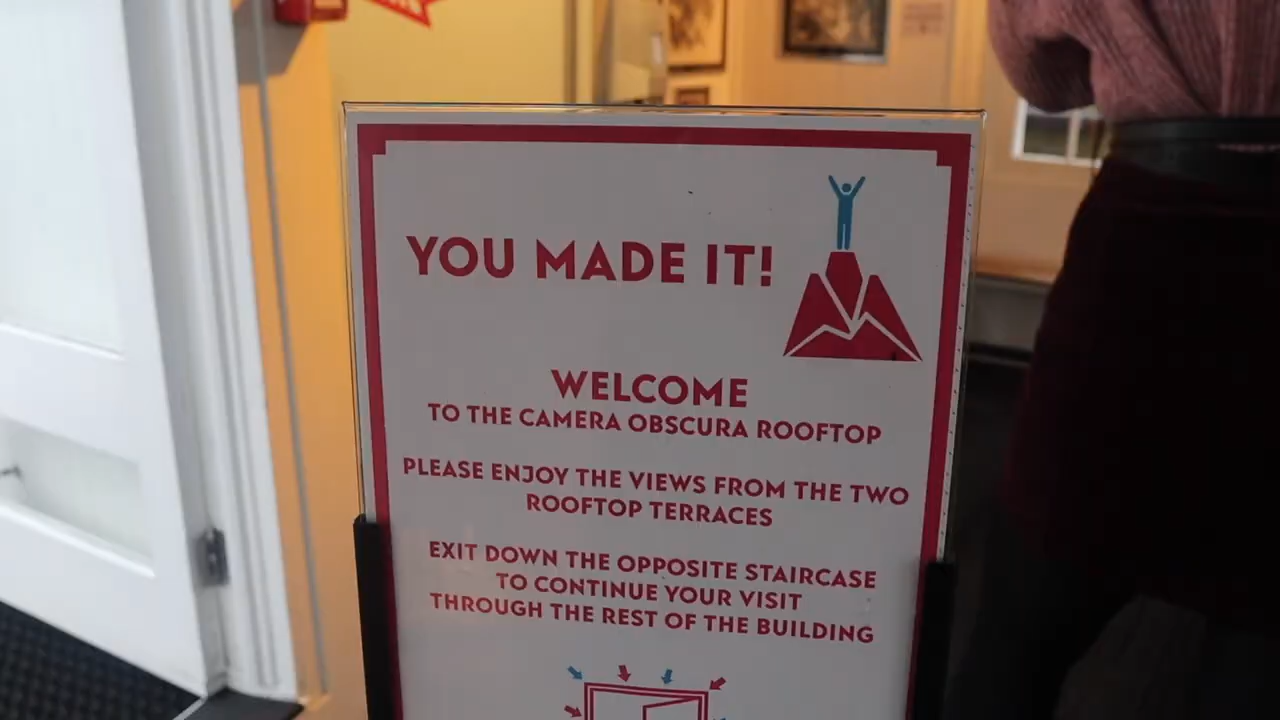 YOU MADE IT!
WELCOME
TO THE CAMERA OBSCURA ROOFTOP
PLEASE ENJOY THE VIEWS FROM THE TWO
ROOFTOP TERRACES
EXIT DOWN THE OPPOSITE STAIRCASE
TO CONTINUE YOUR VISIT
THROUGH THE REST OF THE BUILDING